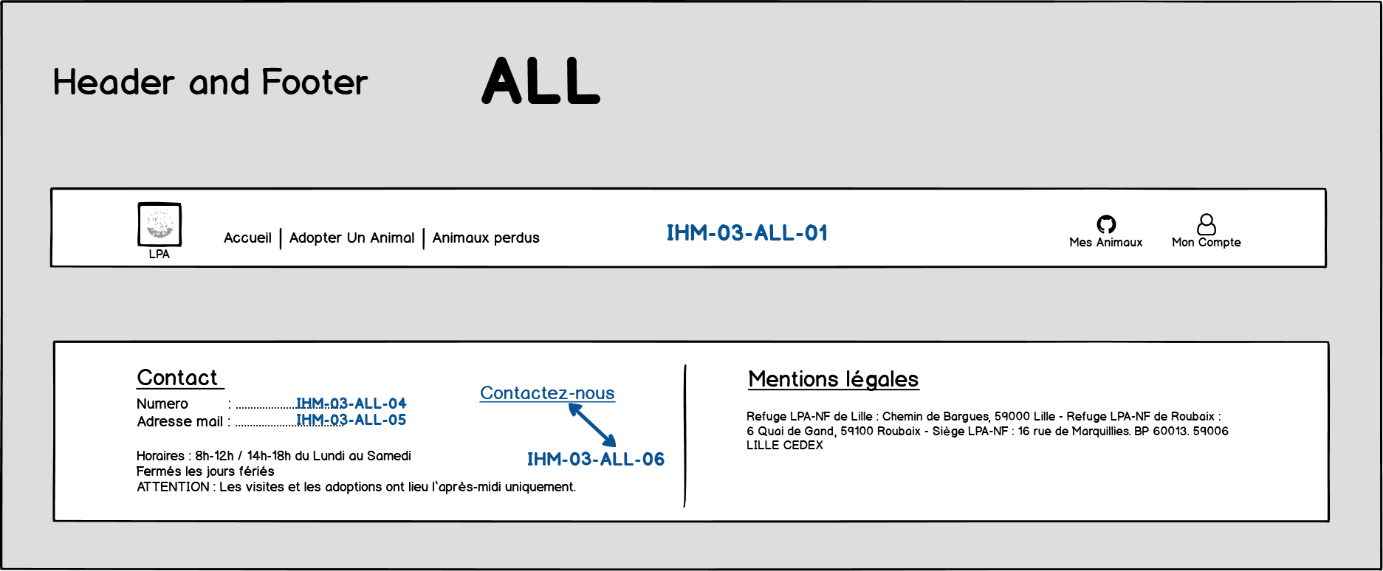 Header and Footer ALL
LPA
Accueil | Adopter Un Animal | Animaux perdus
IHM-03-ALL-01
Mes Animaux
Mon Compte
Contact
Numero : ........................... IHM-03-ALL-04
Adresse mail : ........................... IHM-03-ALL-05
Horaires : 8h-12h / 14h-18h du Lundi au Samedi
Fermés les jours fériés
ATTENTION : Les visites et les adoptions ont lieu l'après-midi uniquement.
Contactez-nous
IHM-03-ALL-06
Mentions légales
Refuge LPA-NF de Lille : Chemin de Bargues, 59000 Lille - Refuge LPA-NF de Roubaix :
6 Quai de Gand, 59100 Roubaix - Siège LPA-NF : 16 rue de Marquillies. BP 60013. 59006
LILLE CEDEX